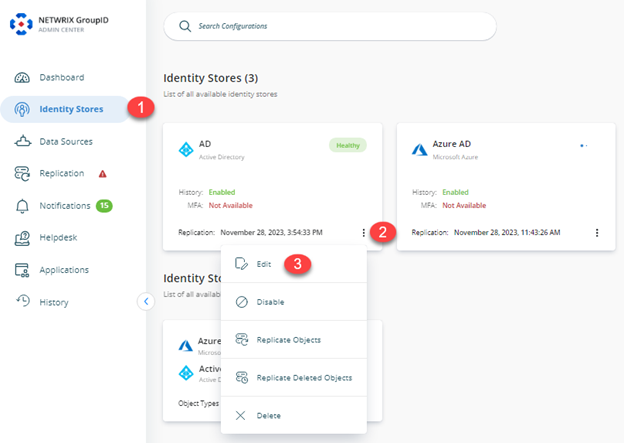 NETWRIX GroupID
ADMIN CENTER
Search Configurations
Dashboard
Identity Stores
1
Data Sources
Replication
Notifications 15
Helpdesk
Applications
History
Identity Stores (3)
List of all available identity stores
AD
Active Directory
Healthy
History: Enabled
MFA: Not Available
Replication: November 28, 2023, 3:54:33 PM
2
Azure AD
Microsoft Azure
History: Enabled
MFA: Not Available
Replication: November 28, 2023, 11:43:26 AM
Edit
3
Disable
Replicate Objects
Replicate Deleted Objects
Delete
Identity Sto
List of all availab
Azure
Microso
Active
Active D
Object Types